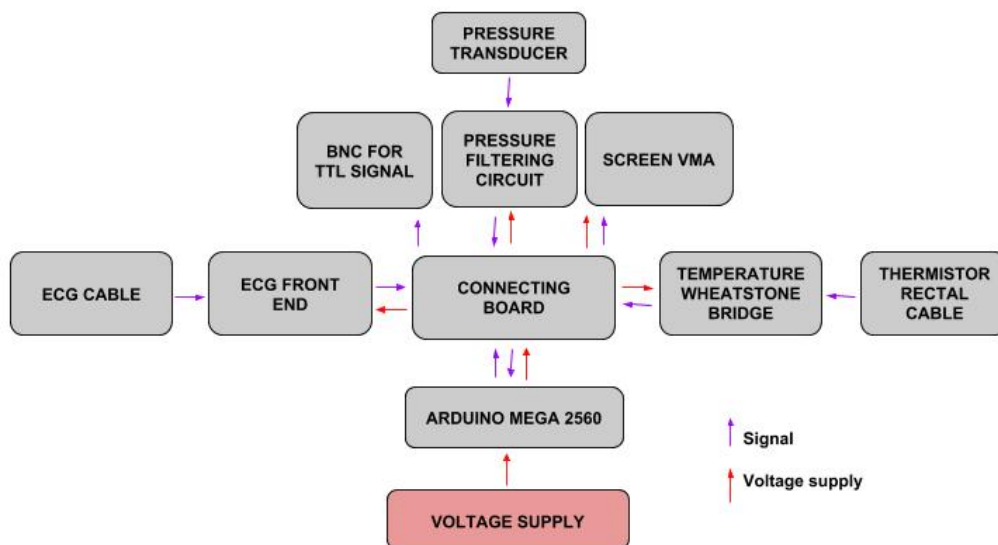 PRESSURE
TRANSDUCER
BNC FOR
TTL SIGNAL
PRESSURE
FILTERING
CIRCUIT
SCREEN VMA
ECG CABLE
ECG FRONT
END
CONNECTING
BOARD
TEMPERATURE
WHEATSTONE
BRIDGE
THERMISTOR
RECTAL
CABLE
ARDUINO MEGA 2560
Signal
Voltage supply
VOLTAGE SUPPLY